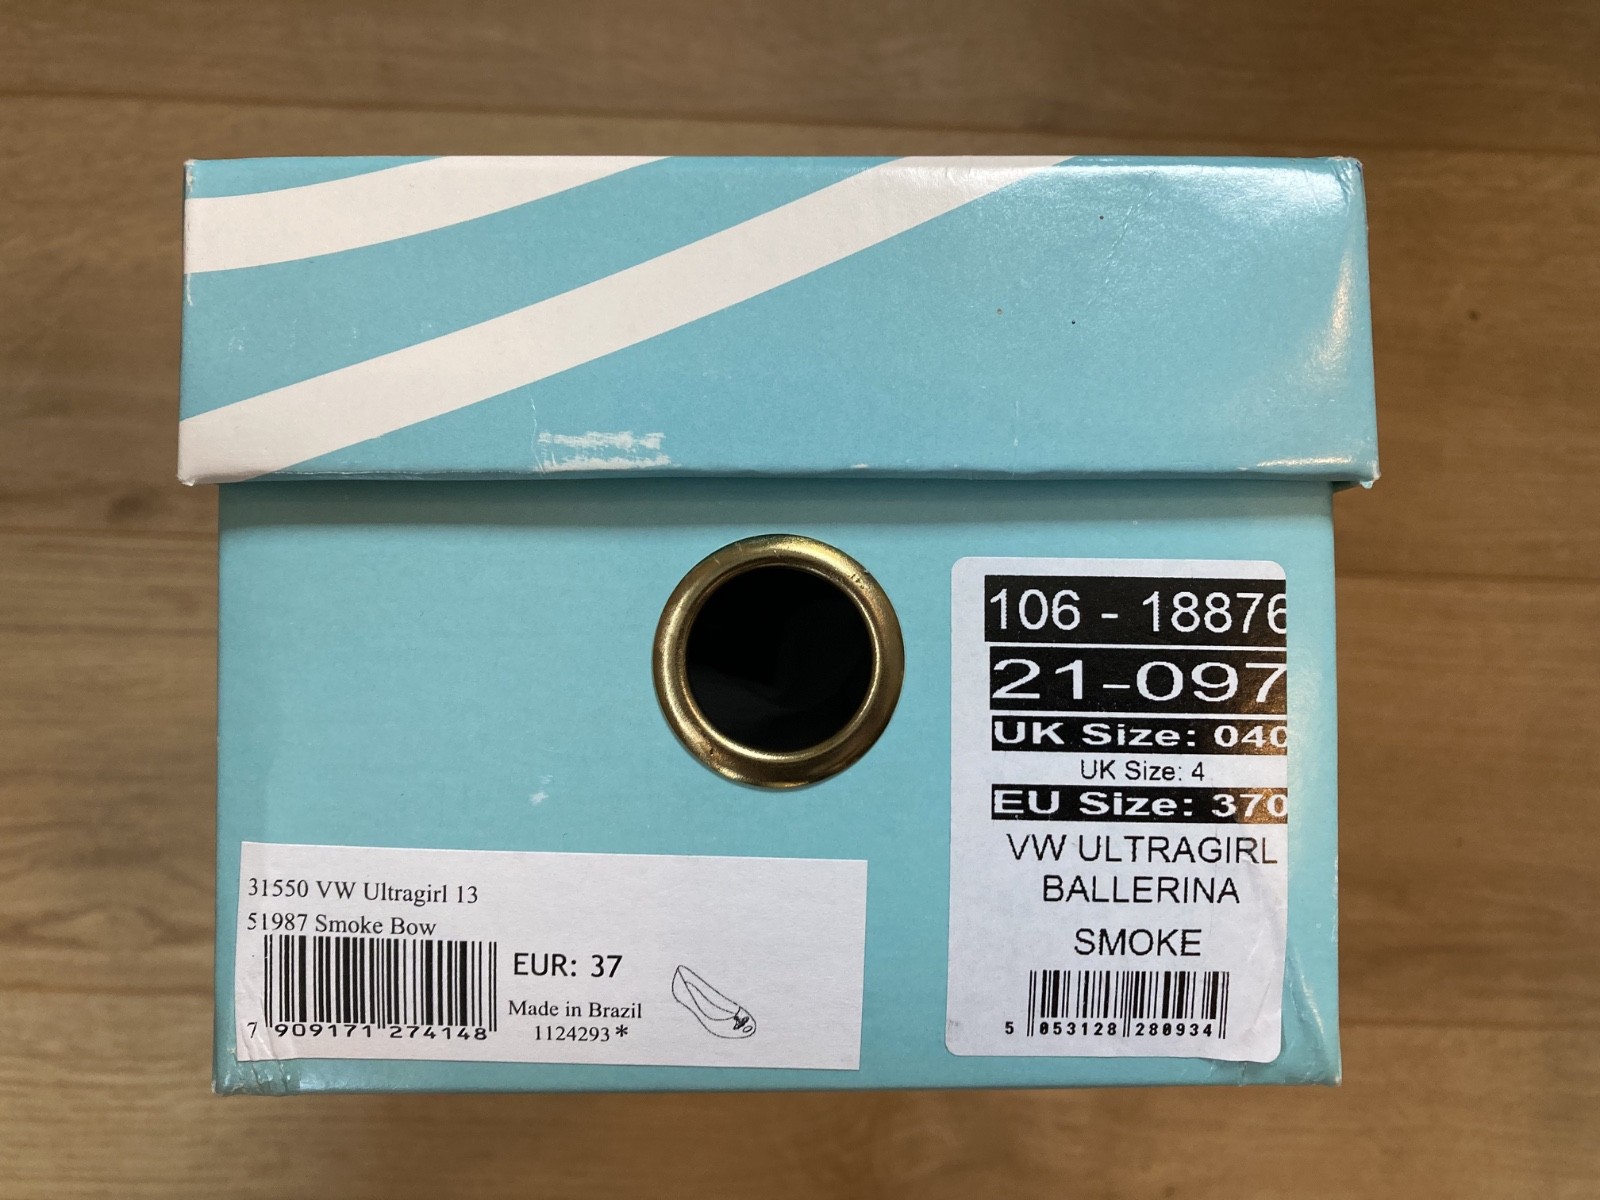 31550 VW Ultragirl 13
51987 Smoke Bow
7 909171 274148
EUR: 37
Made in Brazil
1124293*
106 - 18876
21-097
UK Size: 040
UK Size: 4
EU Size: 370
VW ULTRAGIRL
BALLERINA
SMOKE
5 053128 280934